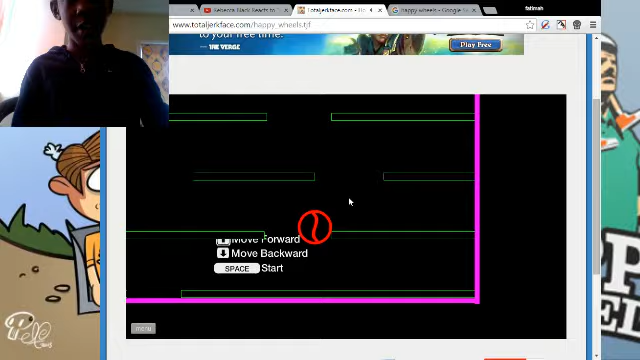 Rebecca Black Reacts to
Totaljerkface.com - H
happy wheels - Google S
fatimah
www.totaljerkface.com/happy_wheels.tjf
to your free time!
— THE VERGE
Play Free
Move Forward
Move Backward
SPACE Start
menu